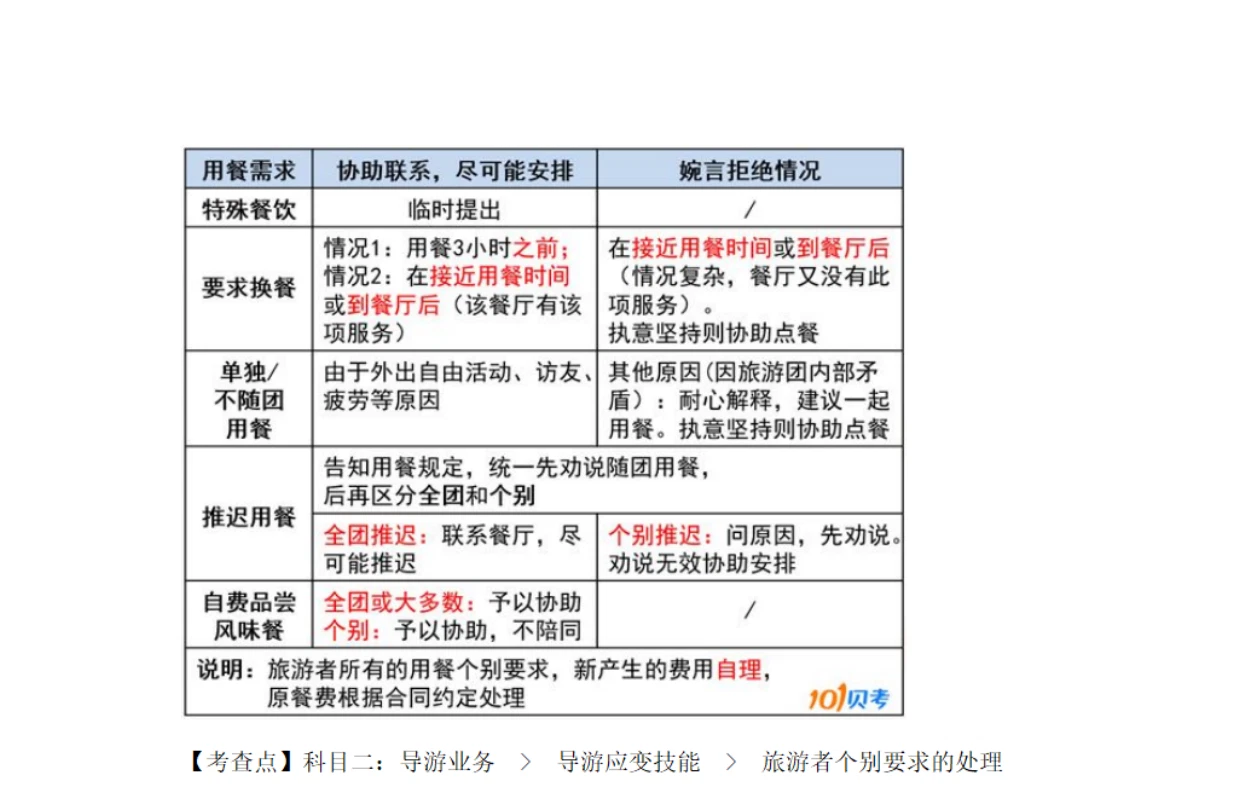 用餐需求 协助联系，尽可能安排 婉言拒绝情况
特殊餐饮 临时提出 /
要求换餐
情况1：用餐3小时之前；
情况2：在接近用餐时间
或到餐厅后（该餐厅有该
项服务）
在接近用餐时间或到餐厅后
（情况复杂，餐厅又没有此
项服务）。
执意坚持则协助点餐
单独/
不随团
用餐
由于外出自由活动、访友、
疲劳等原因
其他原因(因旅游团内部矛
盾)：耐心解释，建议一起
用餐。执意坚持则协助点餐
推迟用餐
告知用餐规定，统一先劝说随团用餐，
后再区分全团和个别
全团推迟：联系餐厅，尽
可能推迟
个别推迟：问原因，先劝说。
劝说无效协助安排
自费品尝
风味餐
全团或大多数：予以协助
个别：予以协助，不陪同
/
说明：旅游者所有的用餐个别要求，新产生的费用自理，
原餐费根据合同约定处理
101贝考
【考查点】科目二：导游业务 > 导游应变技能 > 旅游者个别要求的处理